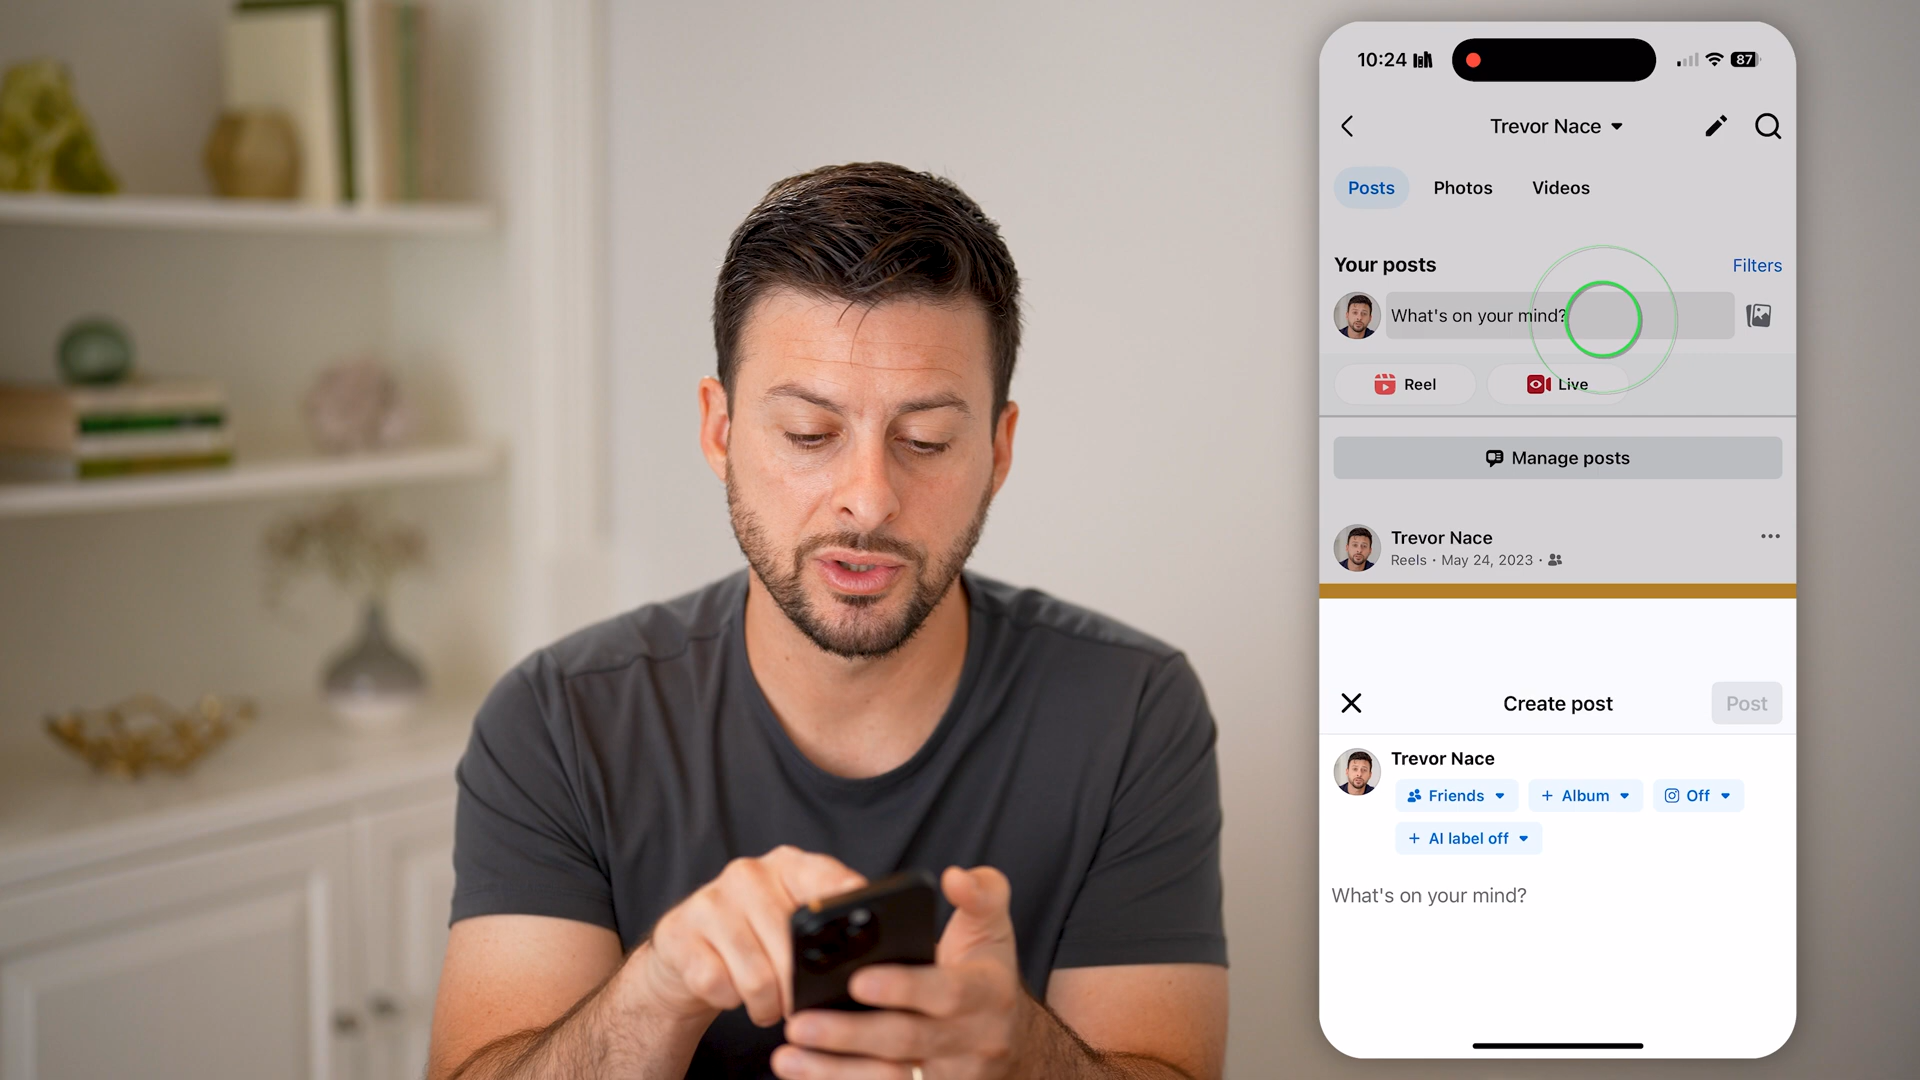 10:24
87
Trevor Nace
Posts Photos Videos
Your posts Filters
What's on your mind?
Reel Live
Manage posts
Trevor Nace
Reels · May 24, 2023 ·
Create post Post
Trevor Nace
Friends + Album Off
+ AI label off
What's on your mind?